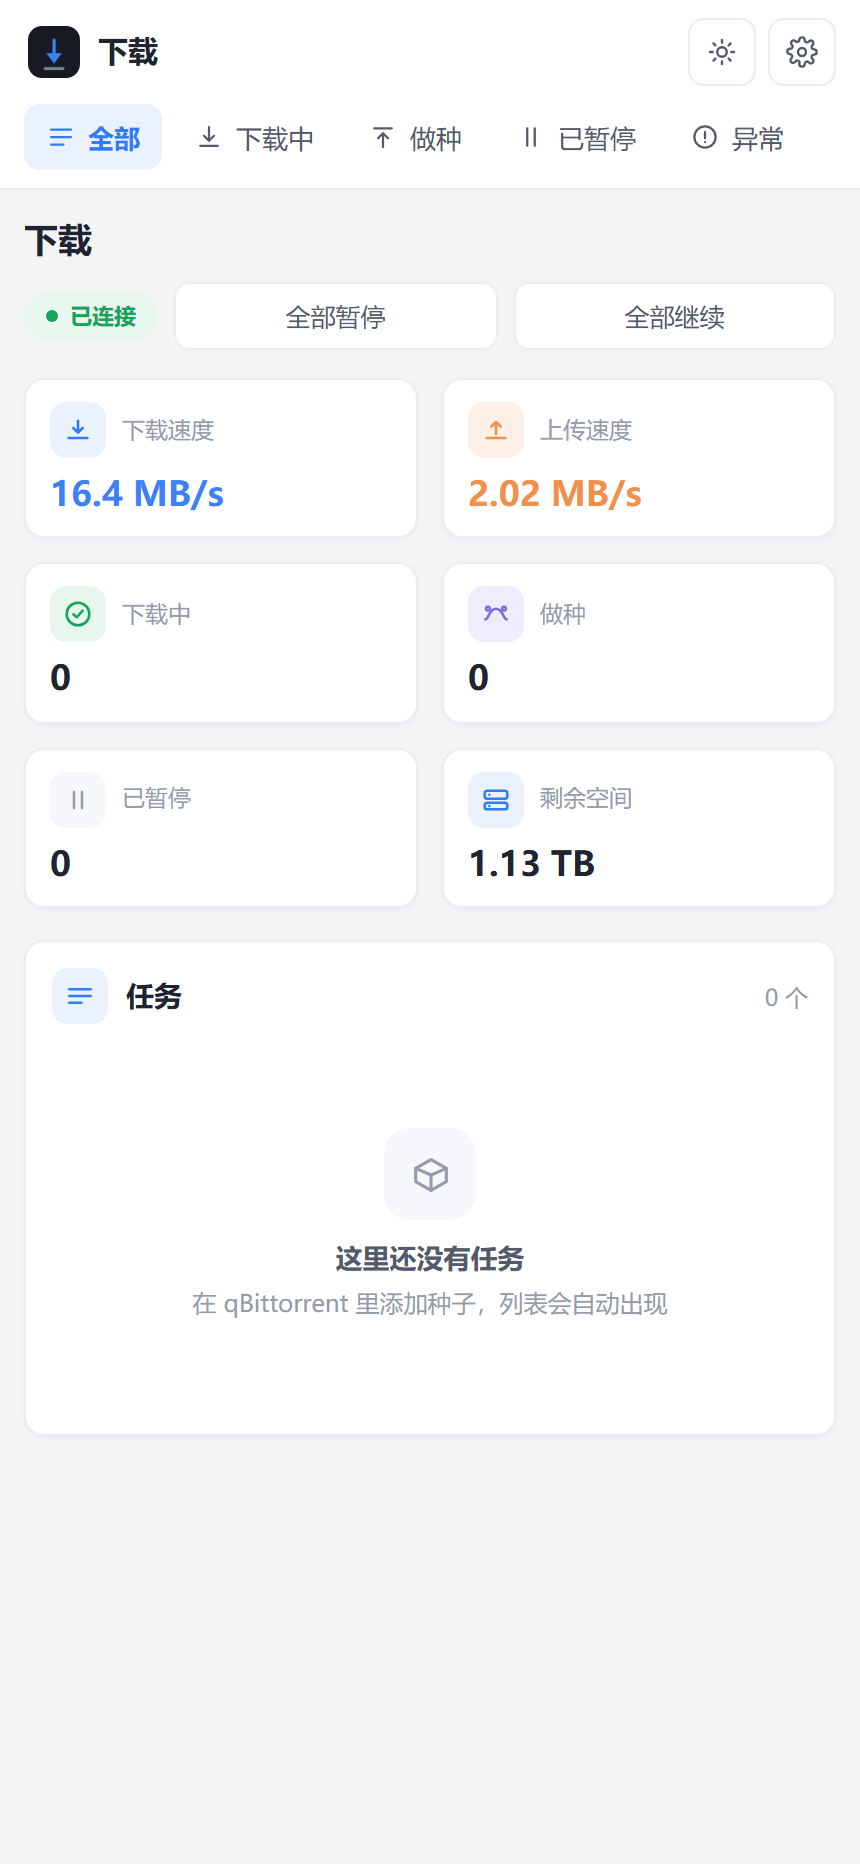 下载
全部 下载中 做种 已暂停 异常
下载
已连接 全部暂停 全部继续
下载速度
16.4 MB/s
上传速度
2.02 MB/s
下载中
0
做种
0
已暂停
0
剩余空间
1.13 TB
任务
0 个
这里还没有任务
在 qBittorrent 里添加种子，列表会自动出现